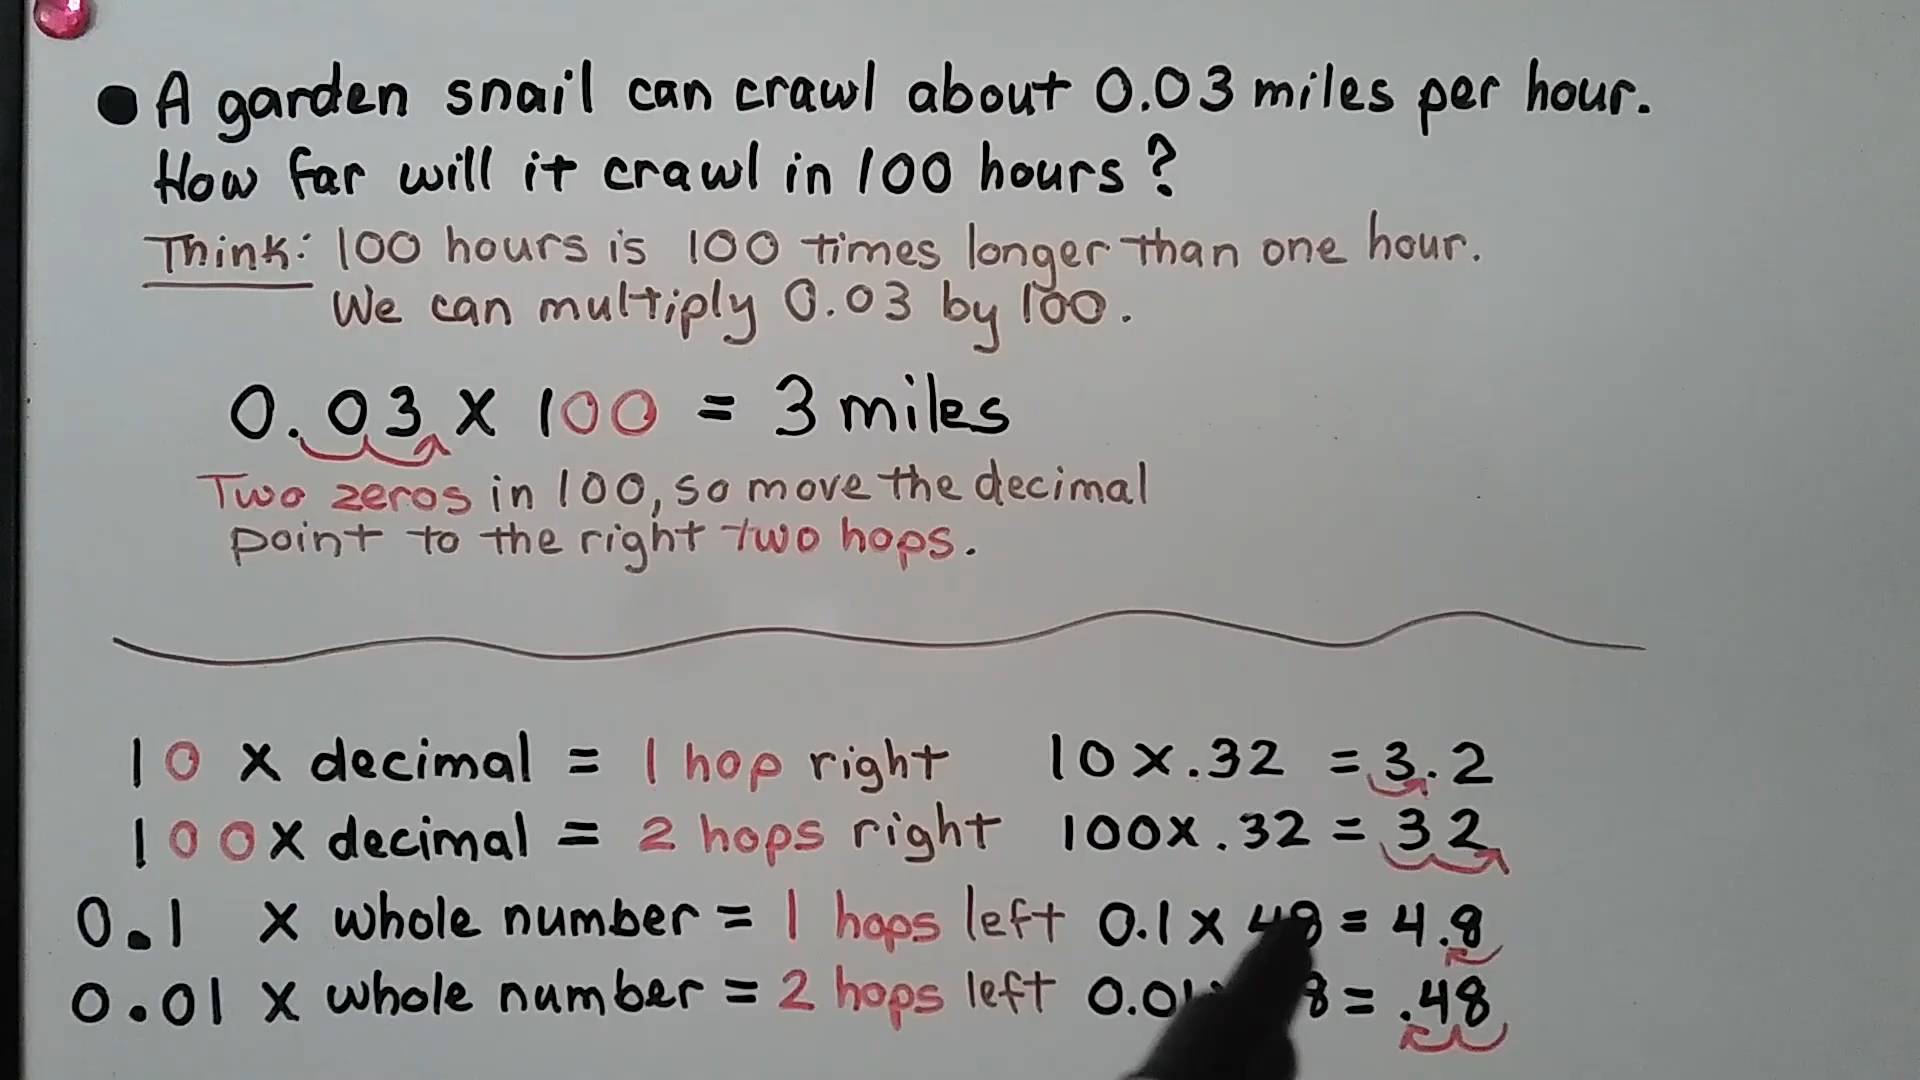 A garden snail can crawl about 0.03 miles per hour.
How far will it crawl in 100 hours?
Think: 100 hours is 100 times longer than one hour.
We can multiply 0.03 by 100.
0.03 x 100 = 3 miles
Two zeros in 100, so move the decimal
point to the right two hops.
10 x decimal = 1 hop right 10 x .32 = 3.2
100 x decimal = 2 hops right 100 x .32 = 32
0.1 x whole number = 1 hops left 0.1 x 48 = 4.8
0.01 x whole number = 2 hops left 0.01 8 = .48